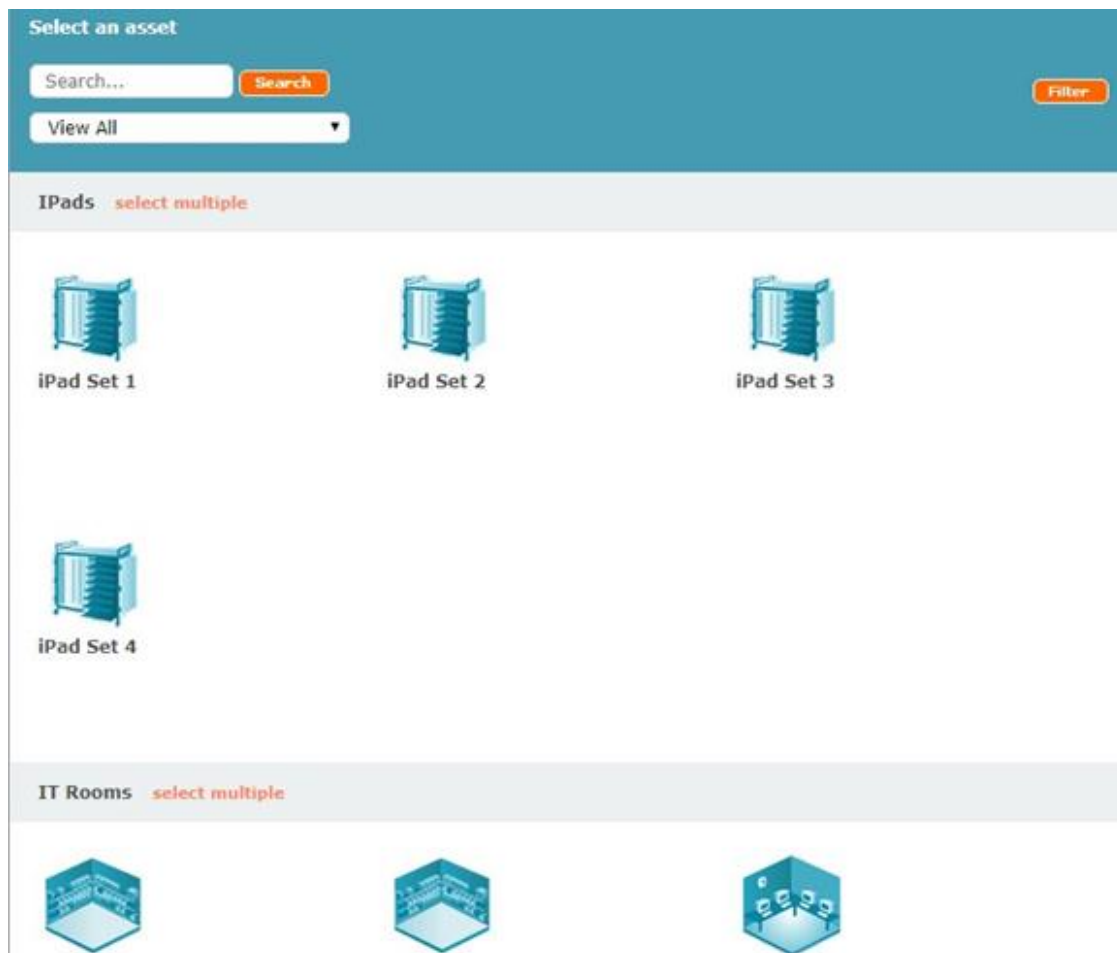 Select an asset
Search... Search
Filter
View All
IPads select multiple
iPad Set 1 iPad Set 2 iPad Set 3
iPad Set 4
IT Rooms select multiple